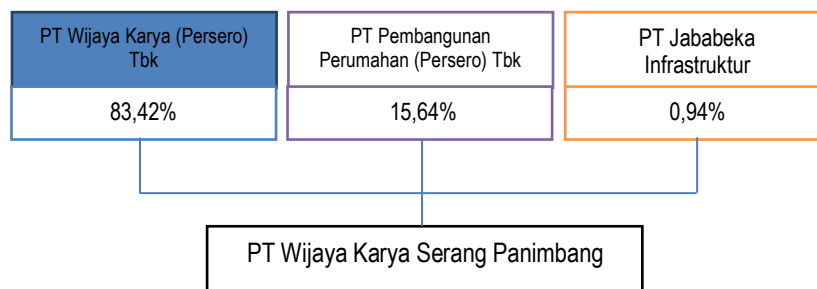 PT Wijaya Karya (Persero)
Tbk
83,42%
PT Pembangunan
Perumahan (Persero) Tbk
15,64%
PT Jababeka
Infrastruktur
0,94%
PT Wijaya Karya Serang Panimbang